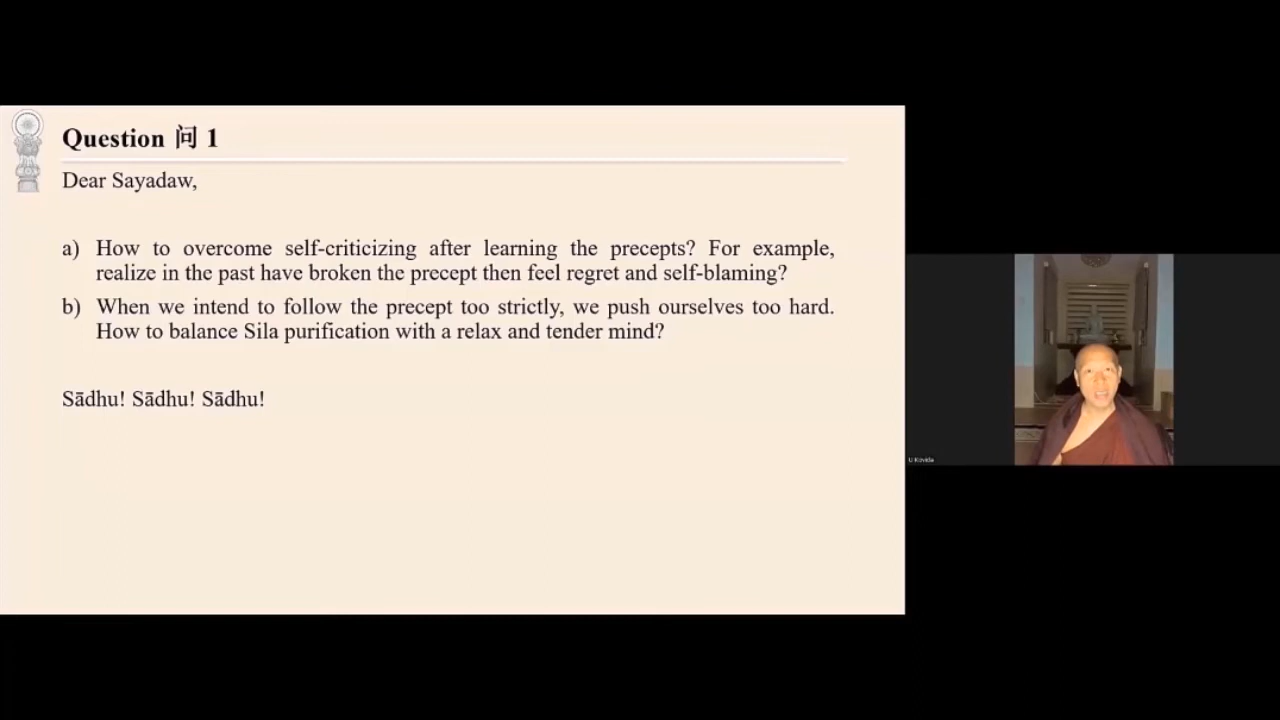 Question 问 1
Dear Sayadaw,
a) How to overcome self-criticizing after learning the precepts? For example,
realize in the past have broken the precept then feel regret and self-blaming?
b) When we intend to follow the precept too strictly, we push ourselves too hard.
How to balance Sila purification with a relax and tender mind?
Sādhu! Sādhu! Sādhu!
U Kovida